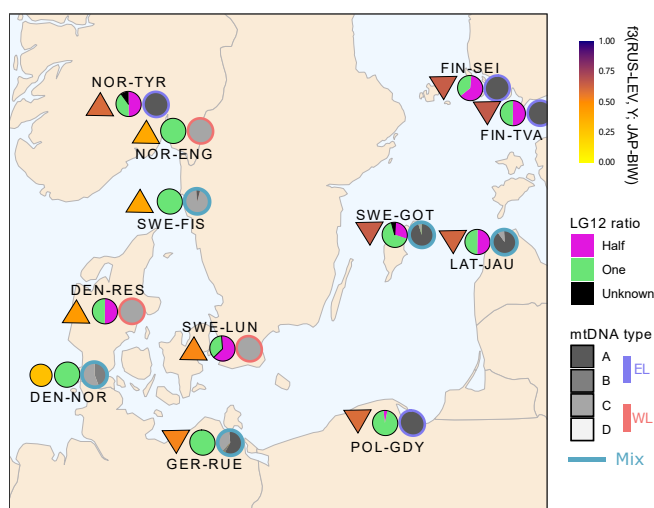 NOR-TYR
NOR-ENG
SWE-FIS
DEN-RES
SWE-LUN
DEN-NOR
GER-RUE
FIN-SEI
FIN-TVA
SWE-GOT
LAT-JAU
POL-GDY
1.00
0.75
0.50
0.25
0.00
f3(RUS-LEV, Y; JAP-BIW)
LG12 ratio
Half
One
Unknown
mtDNA type
A
B
C
D
EL
WL
Mix